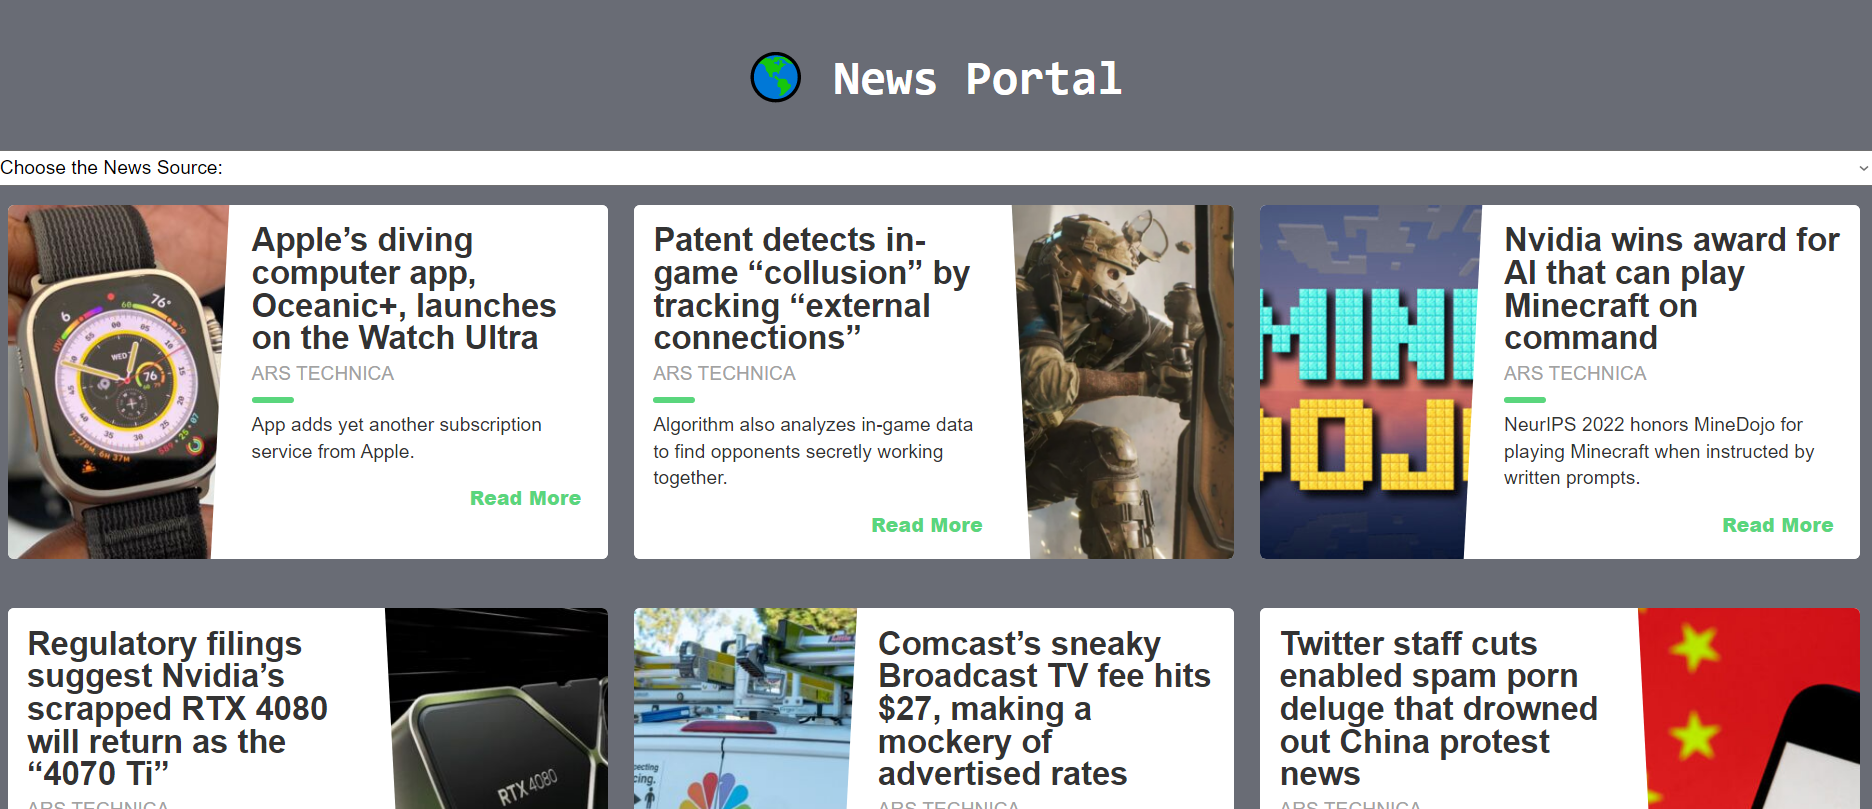 News Portal
Choose the News Source:
Apple’s diving
computer app,
Oceanic+, launches
on the Watch Ultra
ARS TECHNICA
App adds yet another subscription
service from Apple.
Read More
Patent detects in-
game “collusion” by
tracking “external
connections”
ARS TECHNICA
Algorithm also analyzes in-game data
to find opponents secretly working
together.
Read More
Nvidia wins award for
AI that can play
Minecraft on
command
ARS TECHNICA
NeurIPS 2022 honors MineDojo for
playing Minecraft when instructed by
written prompts.
Read More
Regulatory filings
suggest Nvidia’s
scrapped RTX 4080
will return as the
“4070 Ti”
ARS TECHNICA
RTX 4080
Comcast’s sneaky
Broadcast TV fee hits
$27, making a
mockery of
advertised rates
ARS TECHNICA
Twitter staff cuts
enabled spam porn
deluge that drowned
out China protest
news
ARS TECHNICA